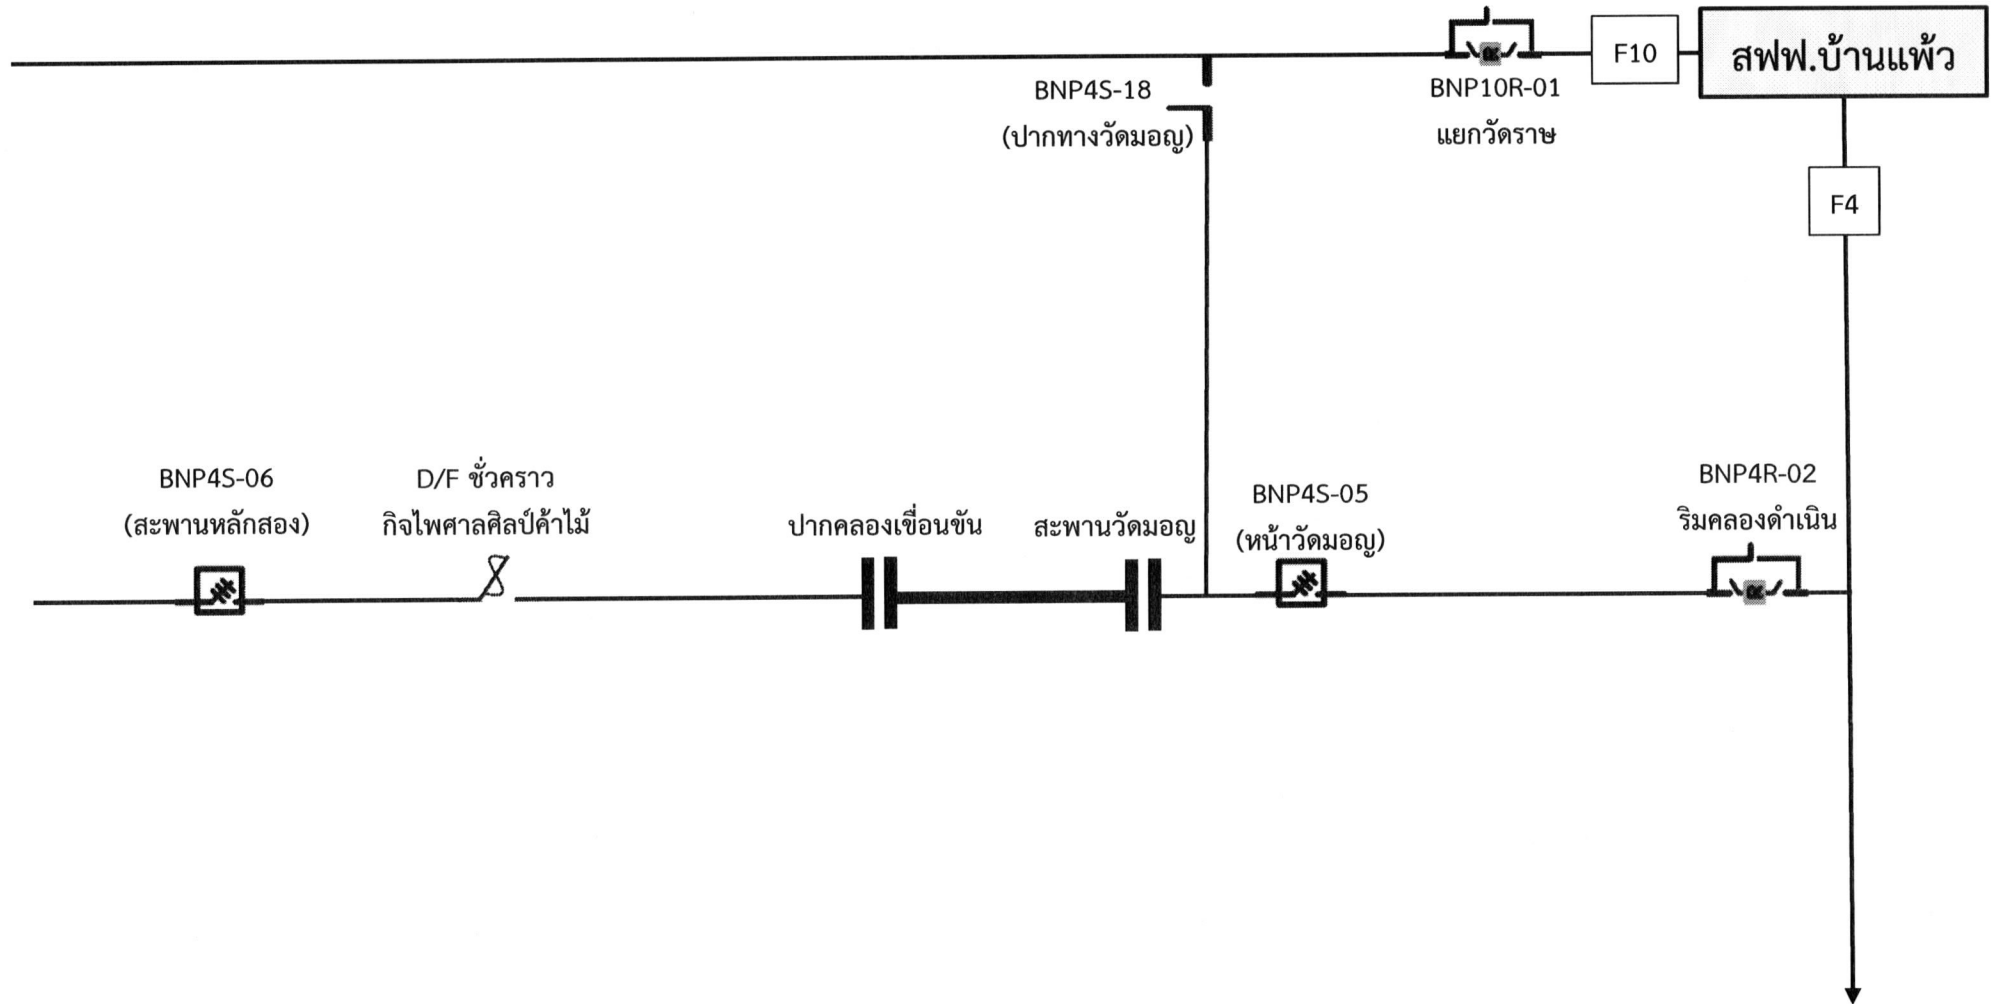 F10
สฟฟ.บ้านแพ้ว
BNP4S-18
(ปากทางวัดมอญ)
BNP10R-01
แยกวัดราษ
F4
BNP4S-06
(สะพานหลักสอง)
D/F ชั่วคราว
กิจไพศาลศิลป์ค้าไม้
ปากคลองเขื่อนขัน
สะพานวัดมอญ
BNP4S-05
(หน้าวัดมอญ)
BNP4R-02
ริมคลองดำเนิน